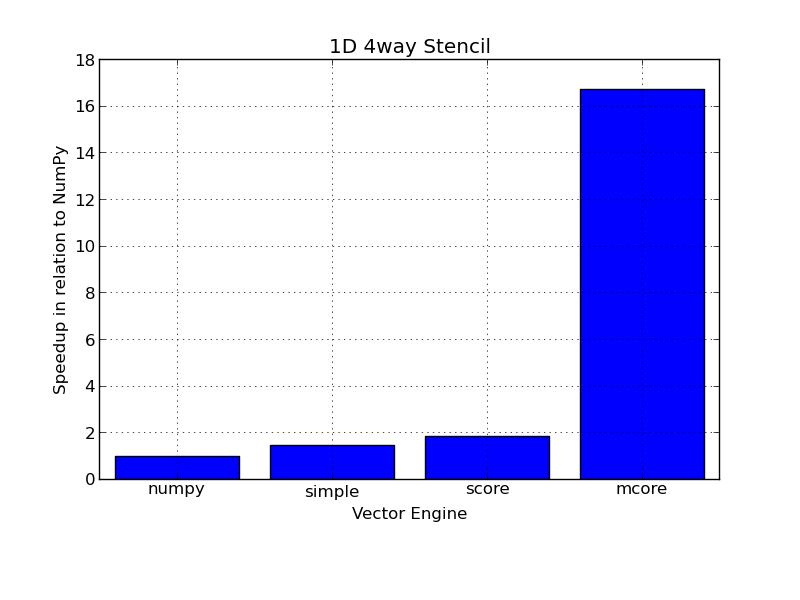 1D 4way Stencil
18
16
14
12
10
8
6
4
2
0
Speedup in relation to NumPy
numpy simple score mcore
Vector Engine